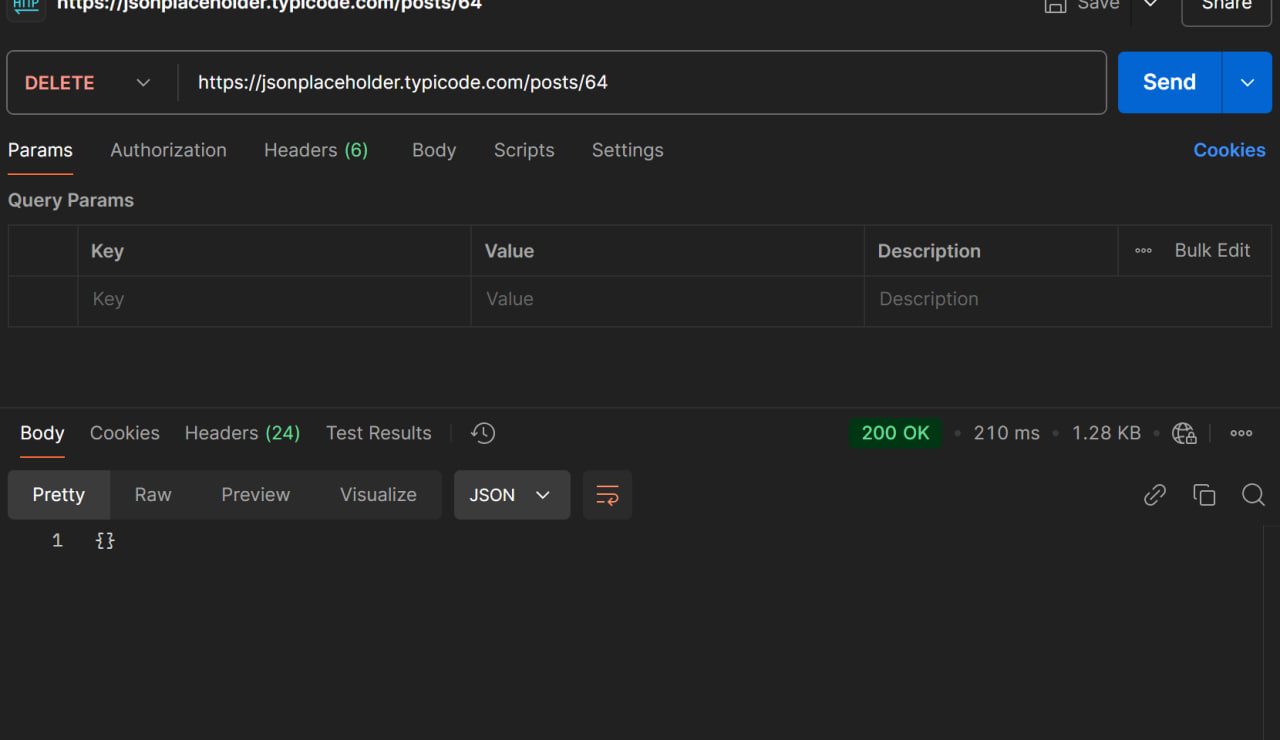 HTTP https://jsonplaceholder.typicode.com/posts/64 Save Share
DELETE https://jsonplaceholder.typicode.com/posts/64 Send
Params Authorization Headers (6) Body Scripts Settings Cookies
Query Params
Key Value Description Bulk Edit
Key Value Description
Body Cookies Headers (24) Test Results 200 OK • 210 ms • 1.28 KB •
Pretty Raw Preview Visualize JSON
1 {}